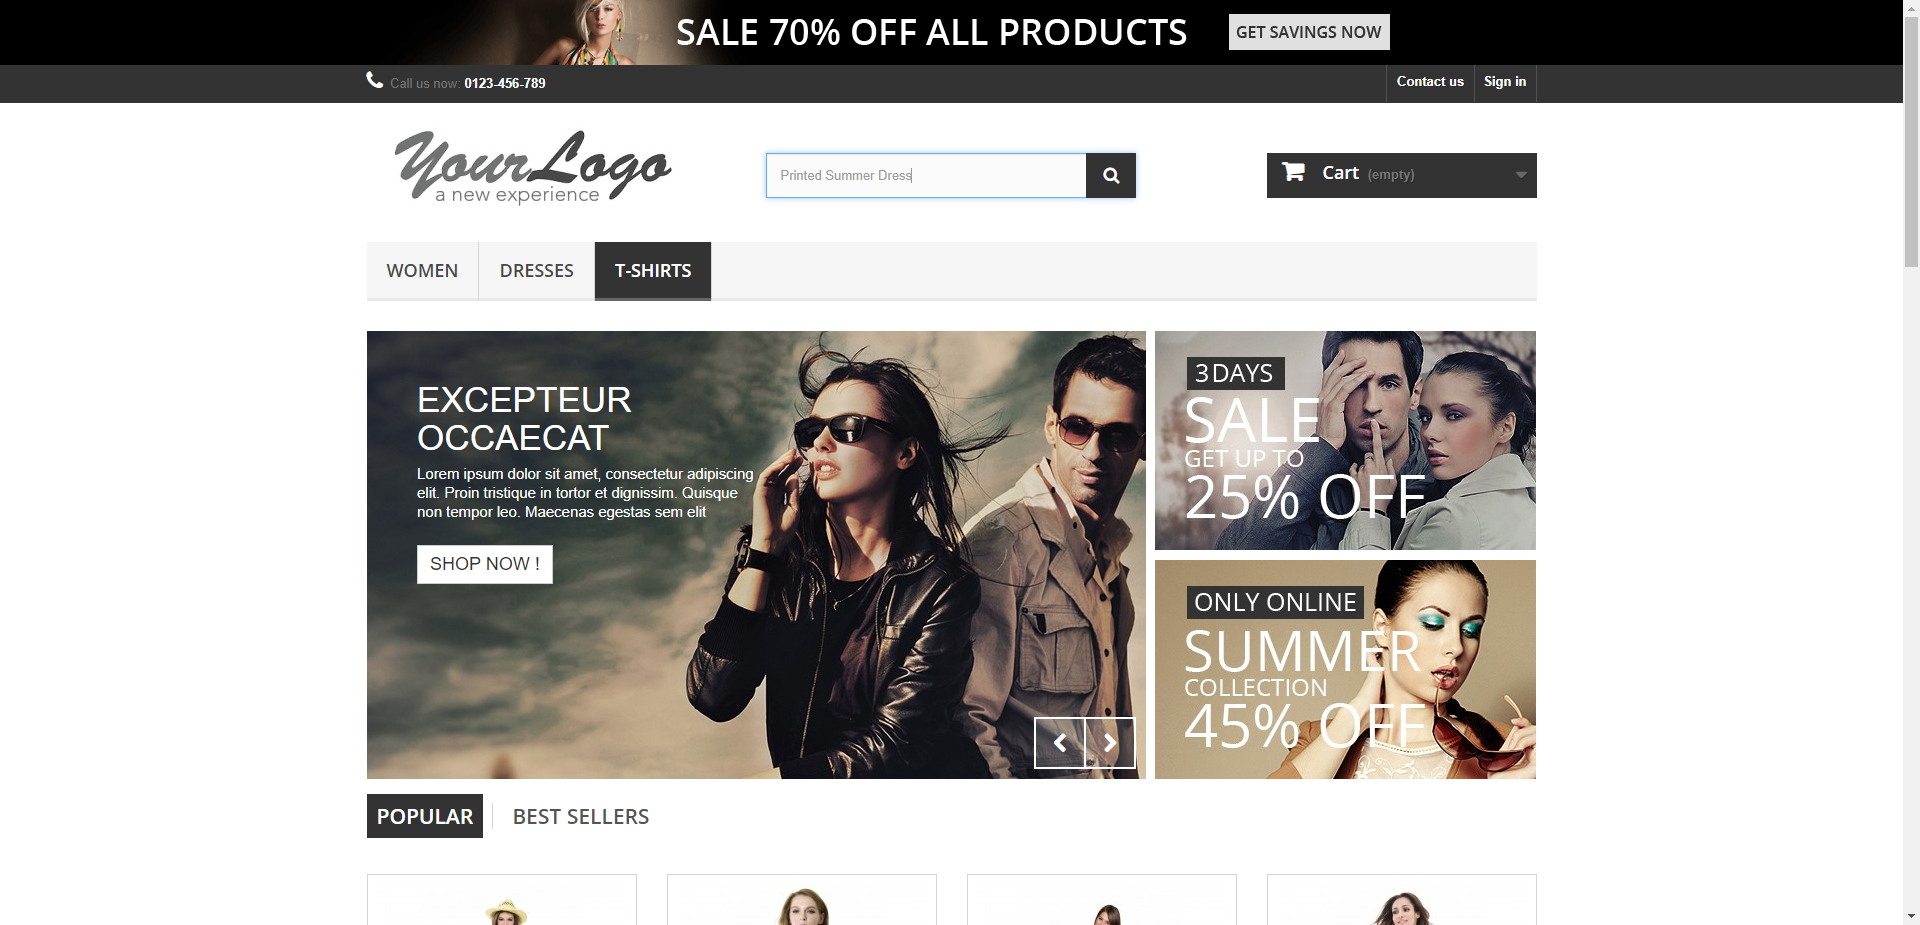 SALE 70% OFF ALL PRODUCTS
GET SAVINGS NOW
Call us now: 0123-456-789
Contact us
Sign in
YourLogo
a new experience
Printed Summer Dress
Cart (empty)
WOMEN
DRESSES
T-SHIRTS
EXCEPTEUR
OCCAECAT
Lorem ipsum dolor sit amet, consectetur adipiscing
elit. Proin tristique in tortor et dignissim. Quisque
non tempor leo. Maecenas egestas sem elit
SHOP NOW !
3 DAYS
SALE
GET UP TO
25% OFF
ONLY ONLINE
SUMMER
COLLECTION
45% OFF
POPULAR
BEST SELLERS